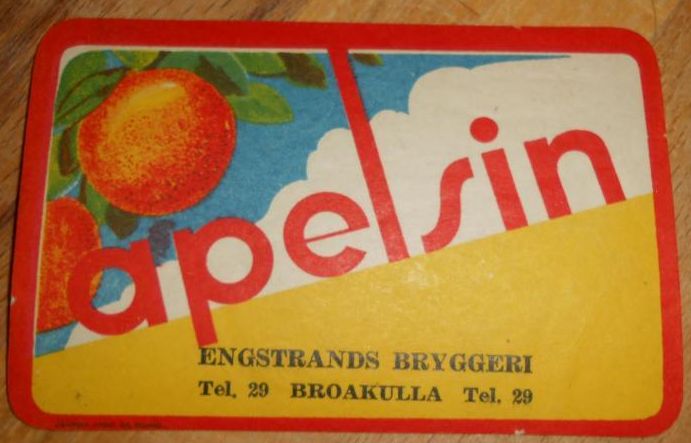 apelsin
ENGSTRANDS BRYGGERI
Tel. 29 BROAKULLA Tel. 29